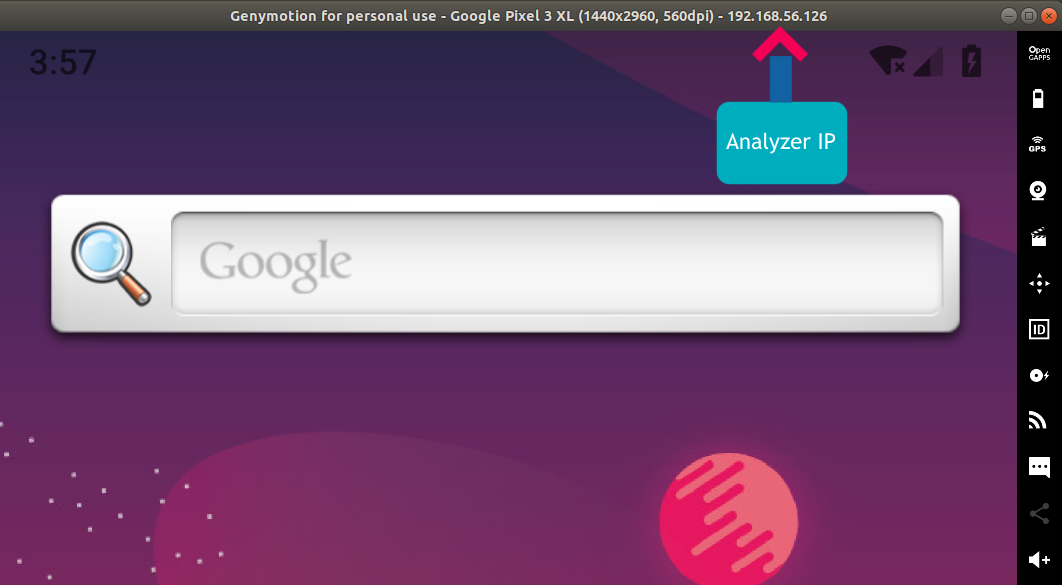 Genymotion for personal use - Google Pixel 3 XL (1440x2960, 560dpi) - 192.168.56.126
3:57
Open
GAPPS
Analyzer IP
GPS
Google
ID